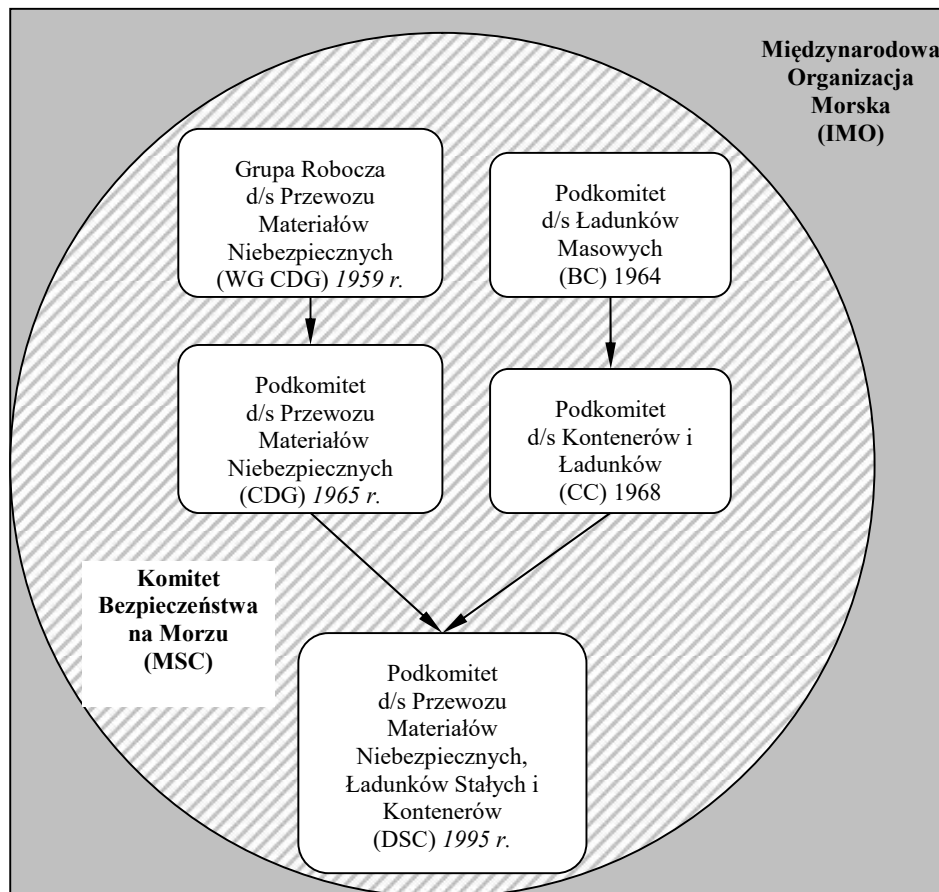 Międzynarodowa
Organizacja
Morska
(IMO)
Grupa Robocza
d/s Przewozu
Materiałów
Niebezpiecznych
(WG CDG) 1959 r.
Podkomitet
d/s Ładunków
Masowych
(BC) 1964
Podkomitet
d/s Przewozu
Materiałów
Niebezpiecznych
(CDG) 1965 r.
Podkomitet
d/s Kontenerów i
Ładunków
(CC) 1968
Komitet
Bezpieczeństwa
na Morzu
(MSC)
Podkomitet
d/s Przewozu
Materiałów
Niebezpiecznych,
Ładunków Stałych i
Kontenerów
(DSC) 1995 r.